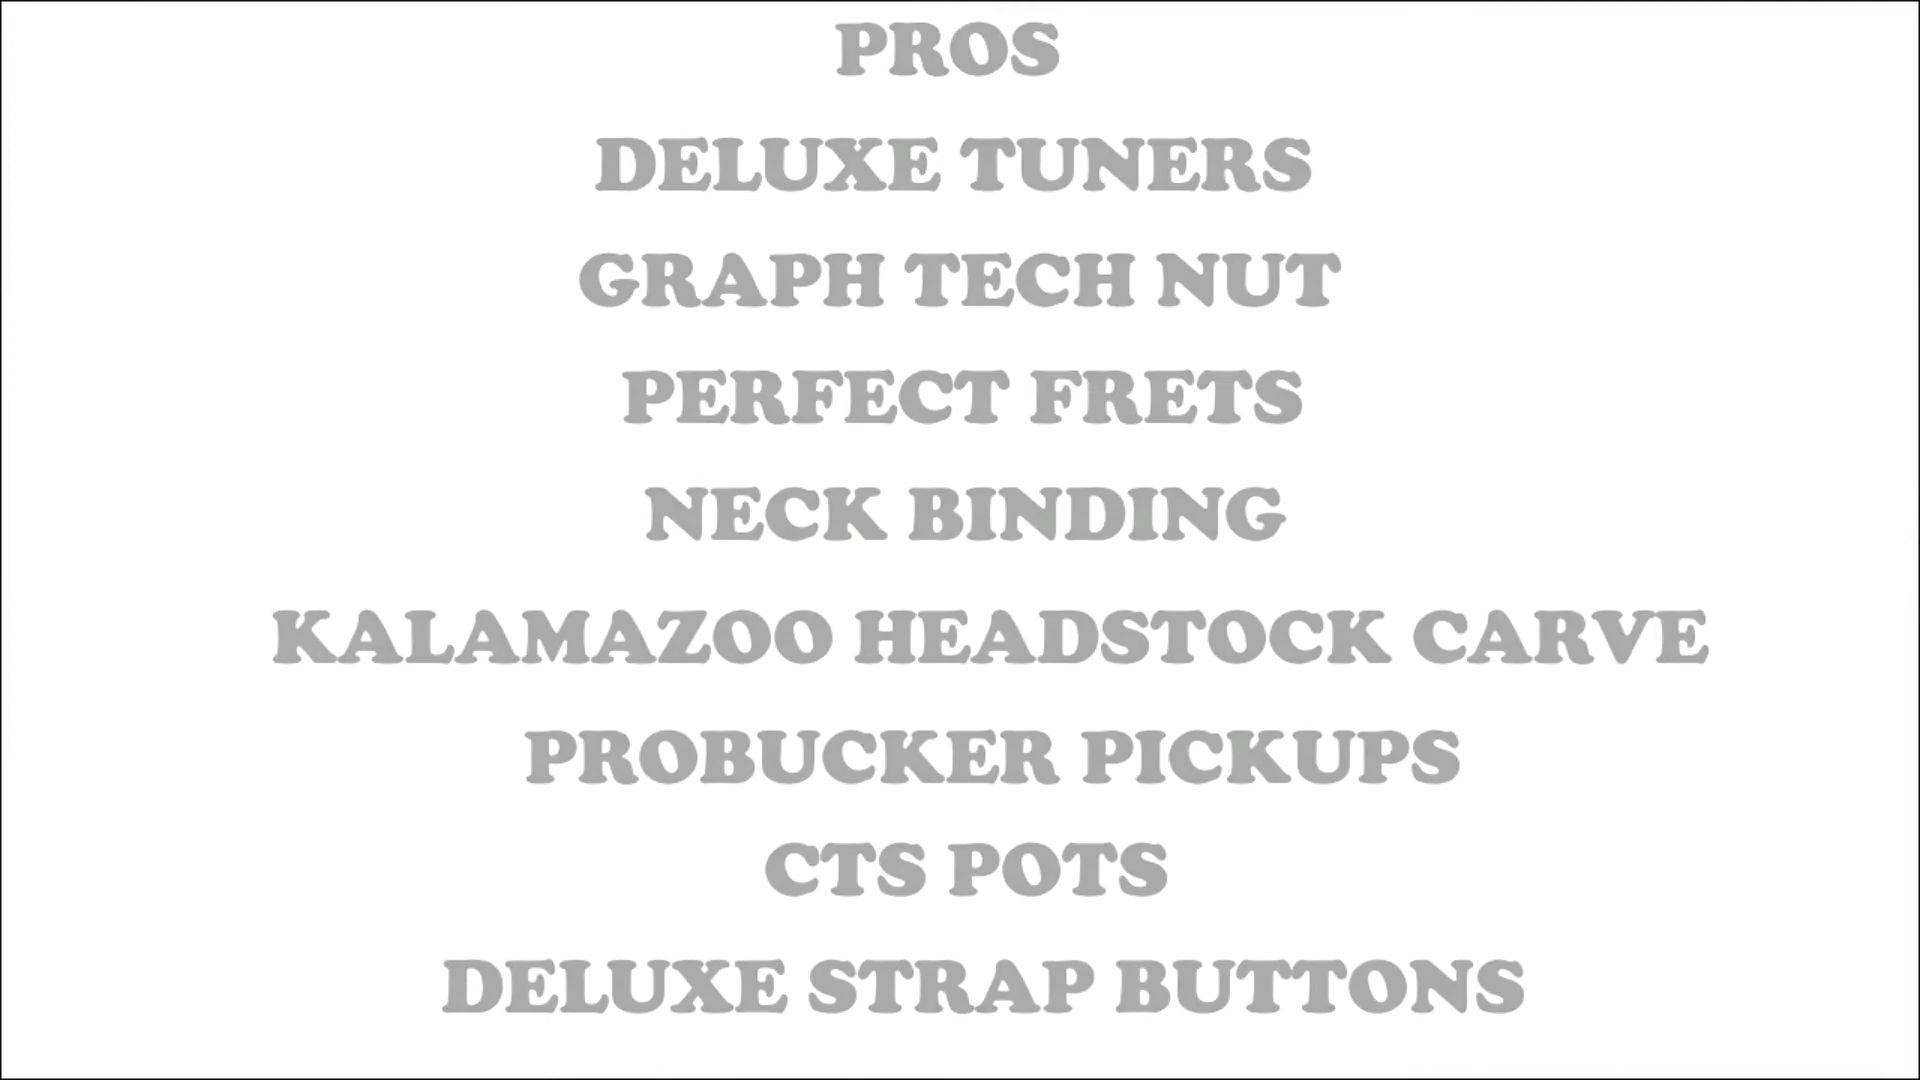 PROS
DELUXE TUNERS
GRAPH TECH NUT
PERFECT FRETS
NECK BINDING
KALAMAZOO HEADSTOCK CARVE
PROBUCKER PICKUPS
CTS POTS
DELUXE STRAP BUTTONS